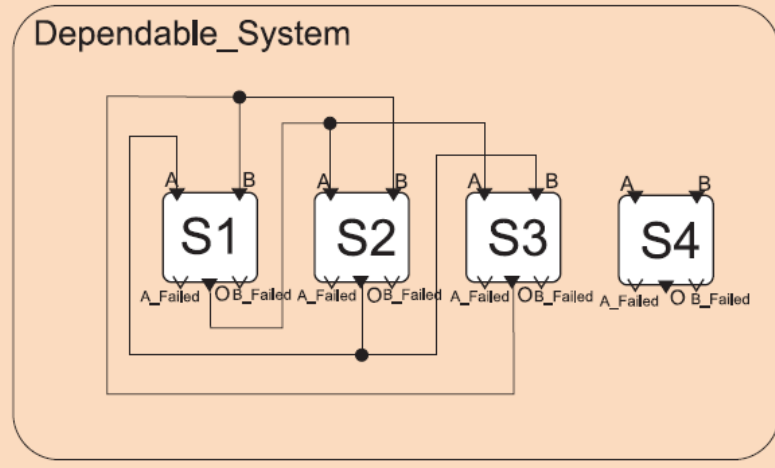 Dependable_System
A B A B A B A B
S1 S2 S3 S4
A_Failed O B_Failed A_Failed O B_Failed A_Failed O B_Failed A_Failed O B_Failed